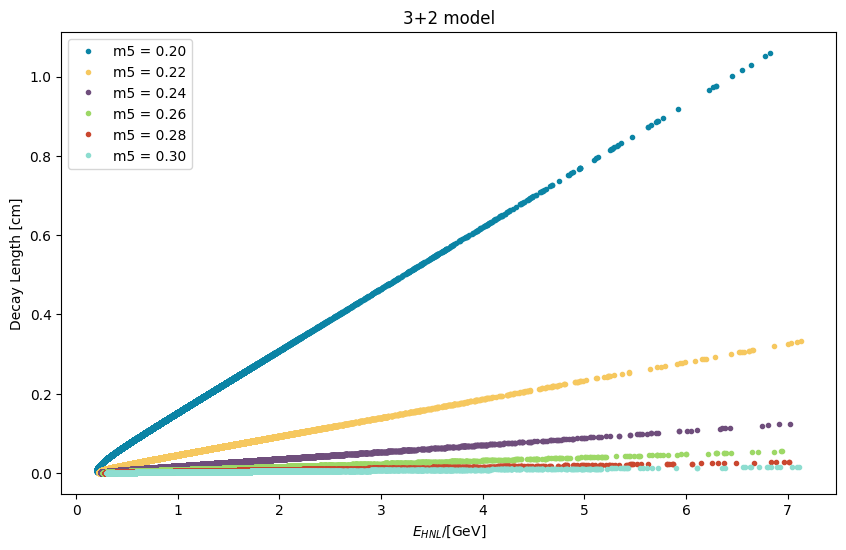 3+2 model
m5 = 0.20
m5 = 0.22
m5 = 0.24
m5 = 0.26
m5 = 0.28
m5 = 0.30
Decay Length [cm]
1.0
0.8
0.6
0.4
0.2
0.0
0 1 2 3 4 5 6 7
E_{HNL}/[GeV]